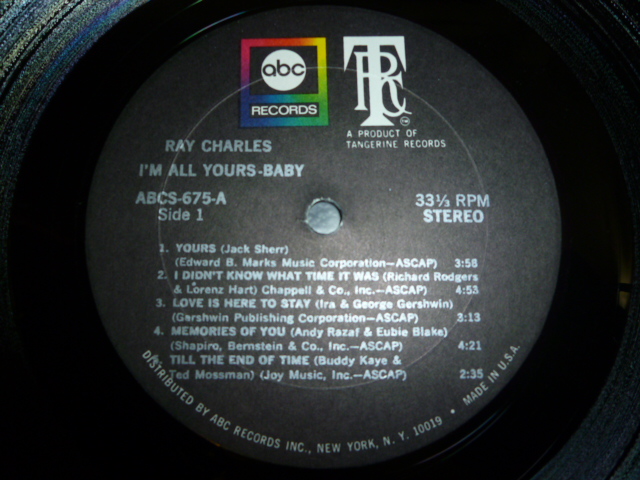 abc
RECORDS
TRC
A PRODUCT OF
TANGERINE RECORDS
RAY CHARLES
I'M ALL YOURS-BABY
ABCS-675-A
Side 1
33⅓ RPM
STEREO
1. YOURS (Jack Sherr)
(Edward B. Marks Music Corporation—ASCAP) 3:58
2. I DIDN'T KNOW WHAT TIME IT WAS (Richard Rodgers
& Lorenz Hart) Chappell & Co., Inc.—ASCAP) 4:53
3. LOVE IS HERE TO STAY (Ira & George Gershwin)
(Gershwin Publishing Corporation—ASCAP) 3:13
4. MEMORIES OF YOU (Andy Razaf & Eubie Blake)
(Shapiro, Bernstein & Co., Inc.—ASCAP) 4:21
5. TILL THE END OF TIME (Buddy Kaye &
Ted Mossman) (Joy Music, Inc.—ASCAP) 2:35
DISTRIBUTED BY ABC RECORDS INC., NEW YORK, N. Y. 10019 • MADE IN U.S.A.